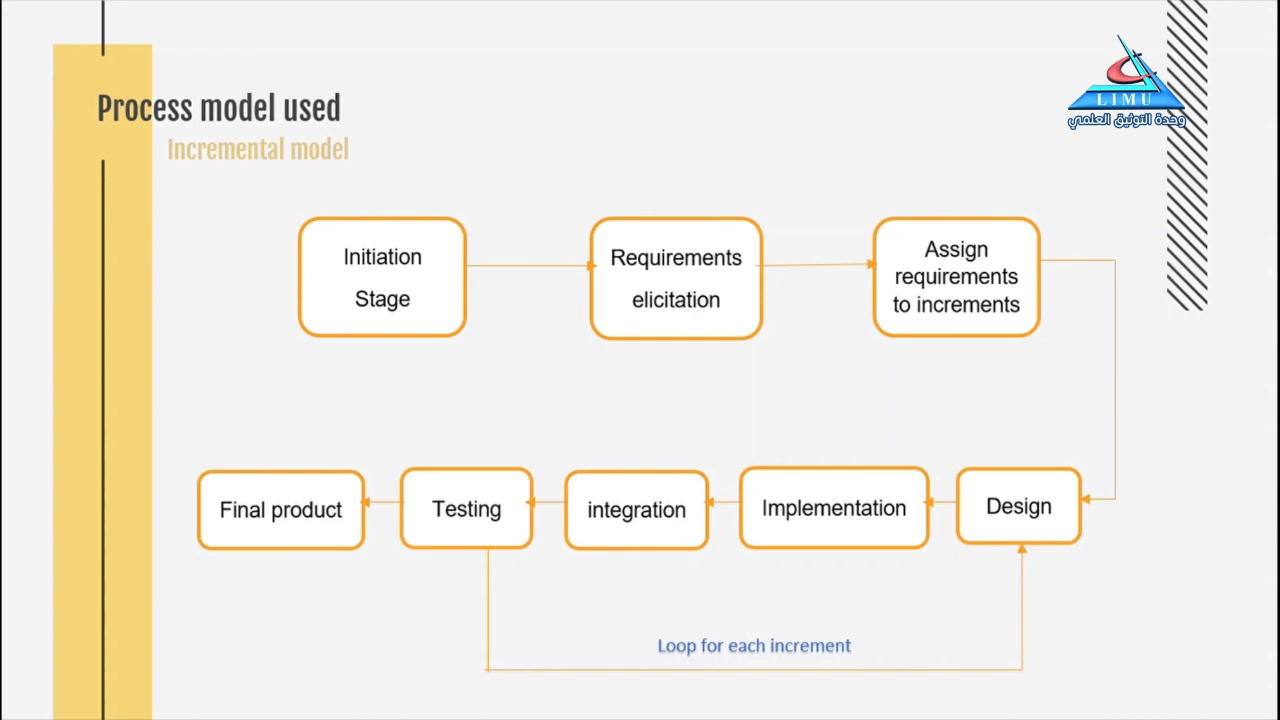 Process model used
Incremental model
LIMU
وحدة التوثيق العلمي
Initiation
Stage
Requirements
elicitation
Assign
requirements
to increments
Final product
Testing
integration
Implementation
Design
Loop for each increment